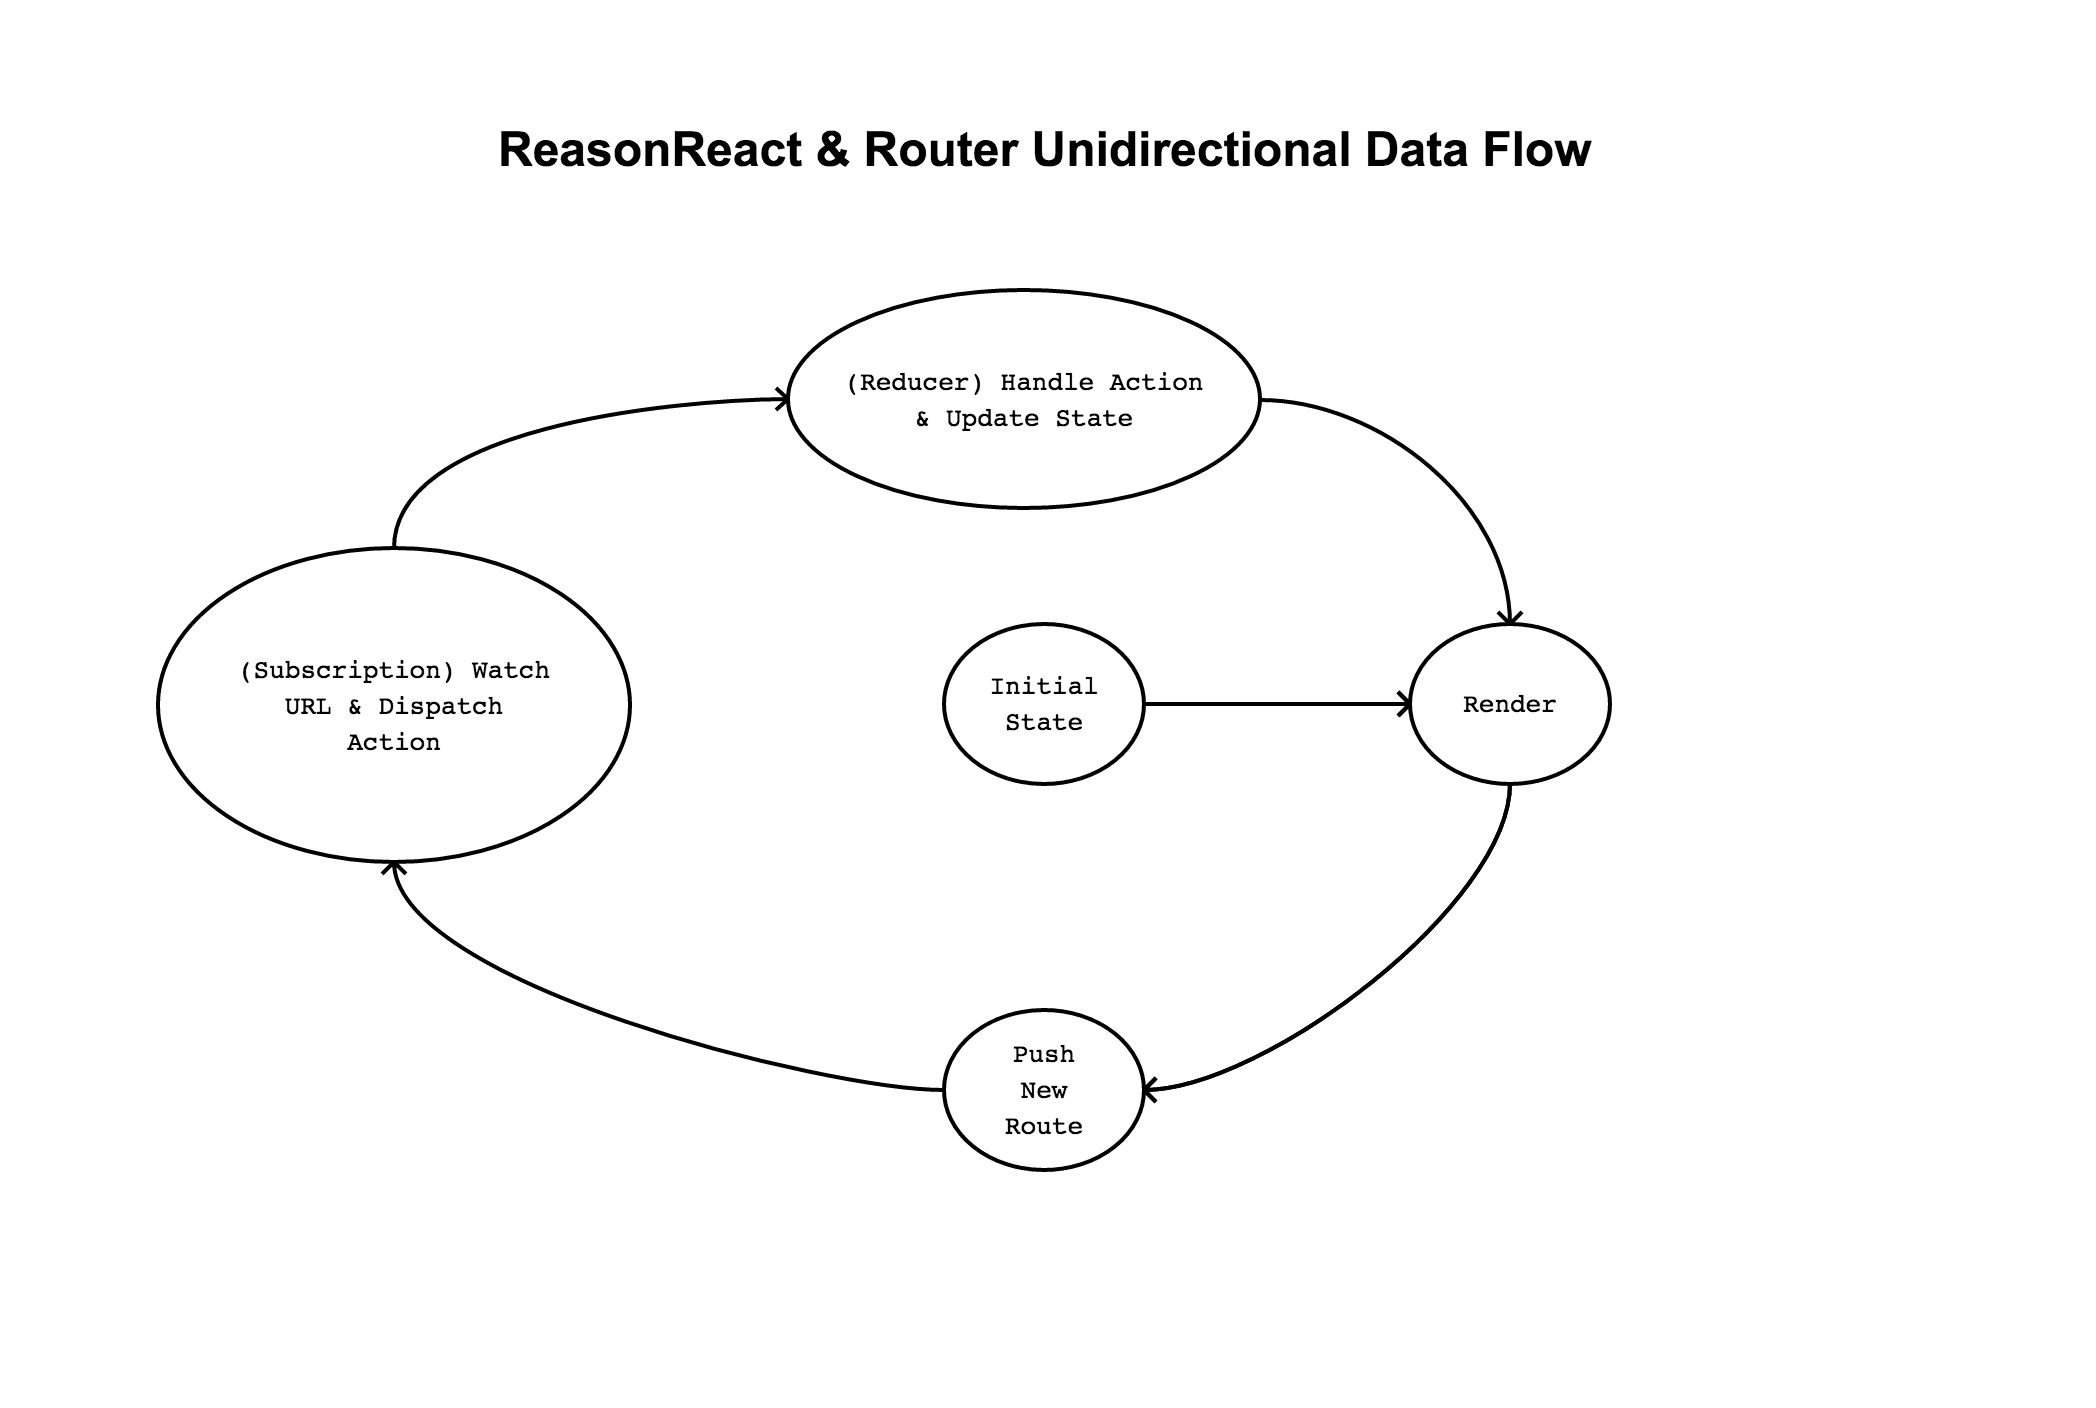 ReasonReact & Router Unidirectional Data Flow
(Reducer) Handle Action
& Update State
(Subscription) Watch
URL & Dispatch
Action
Initial
State
Render
Push
New
Route